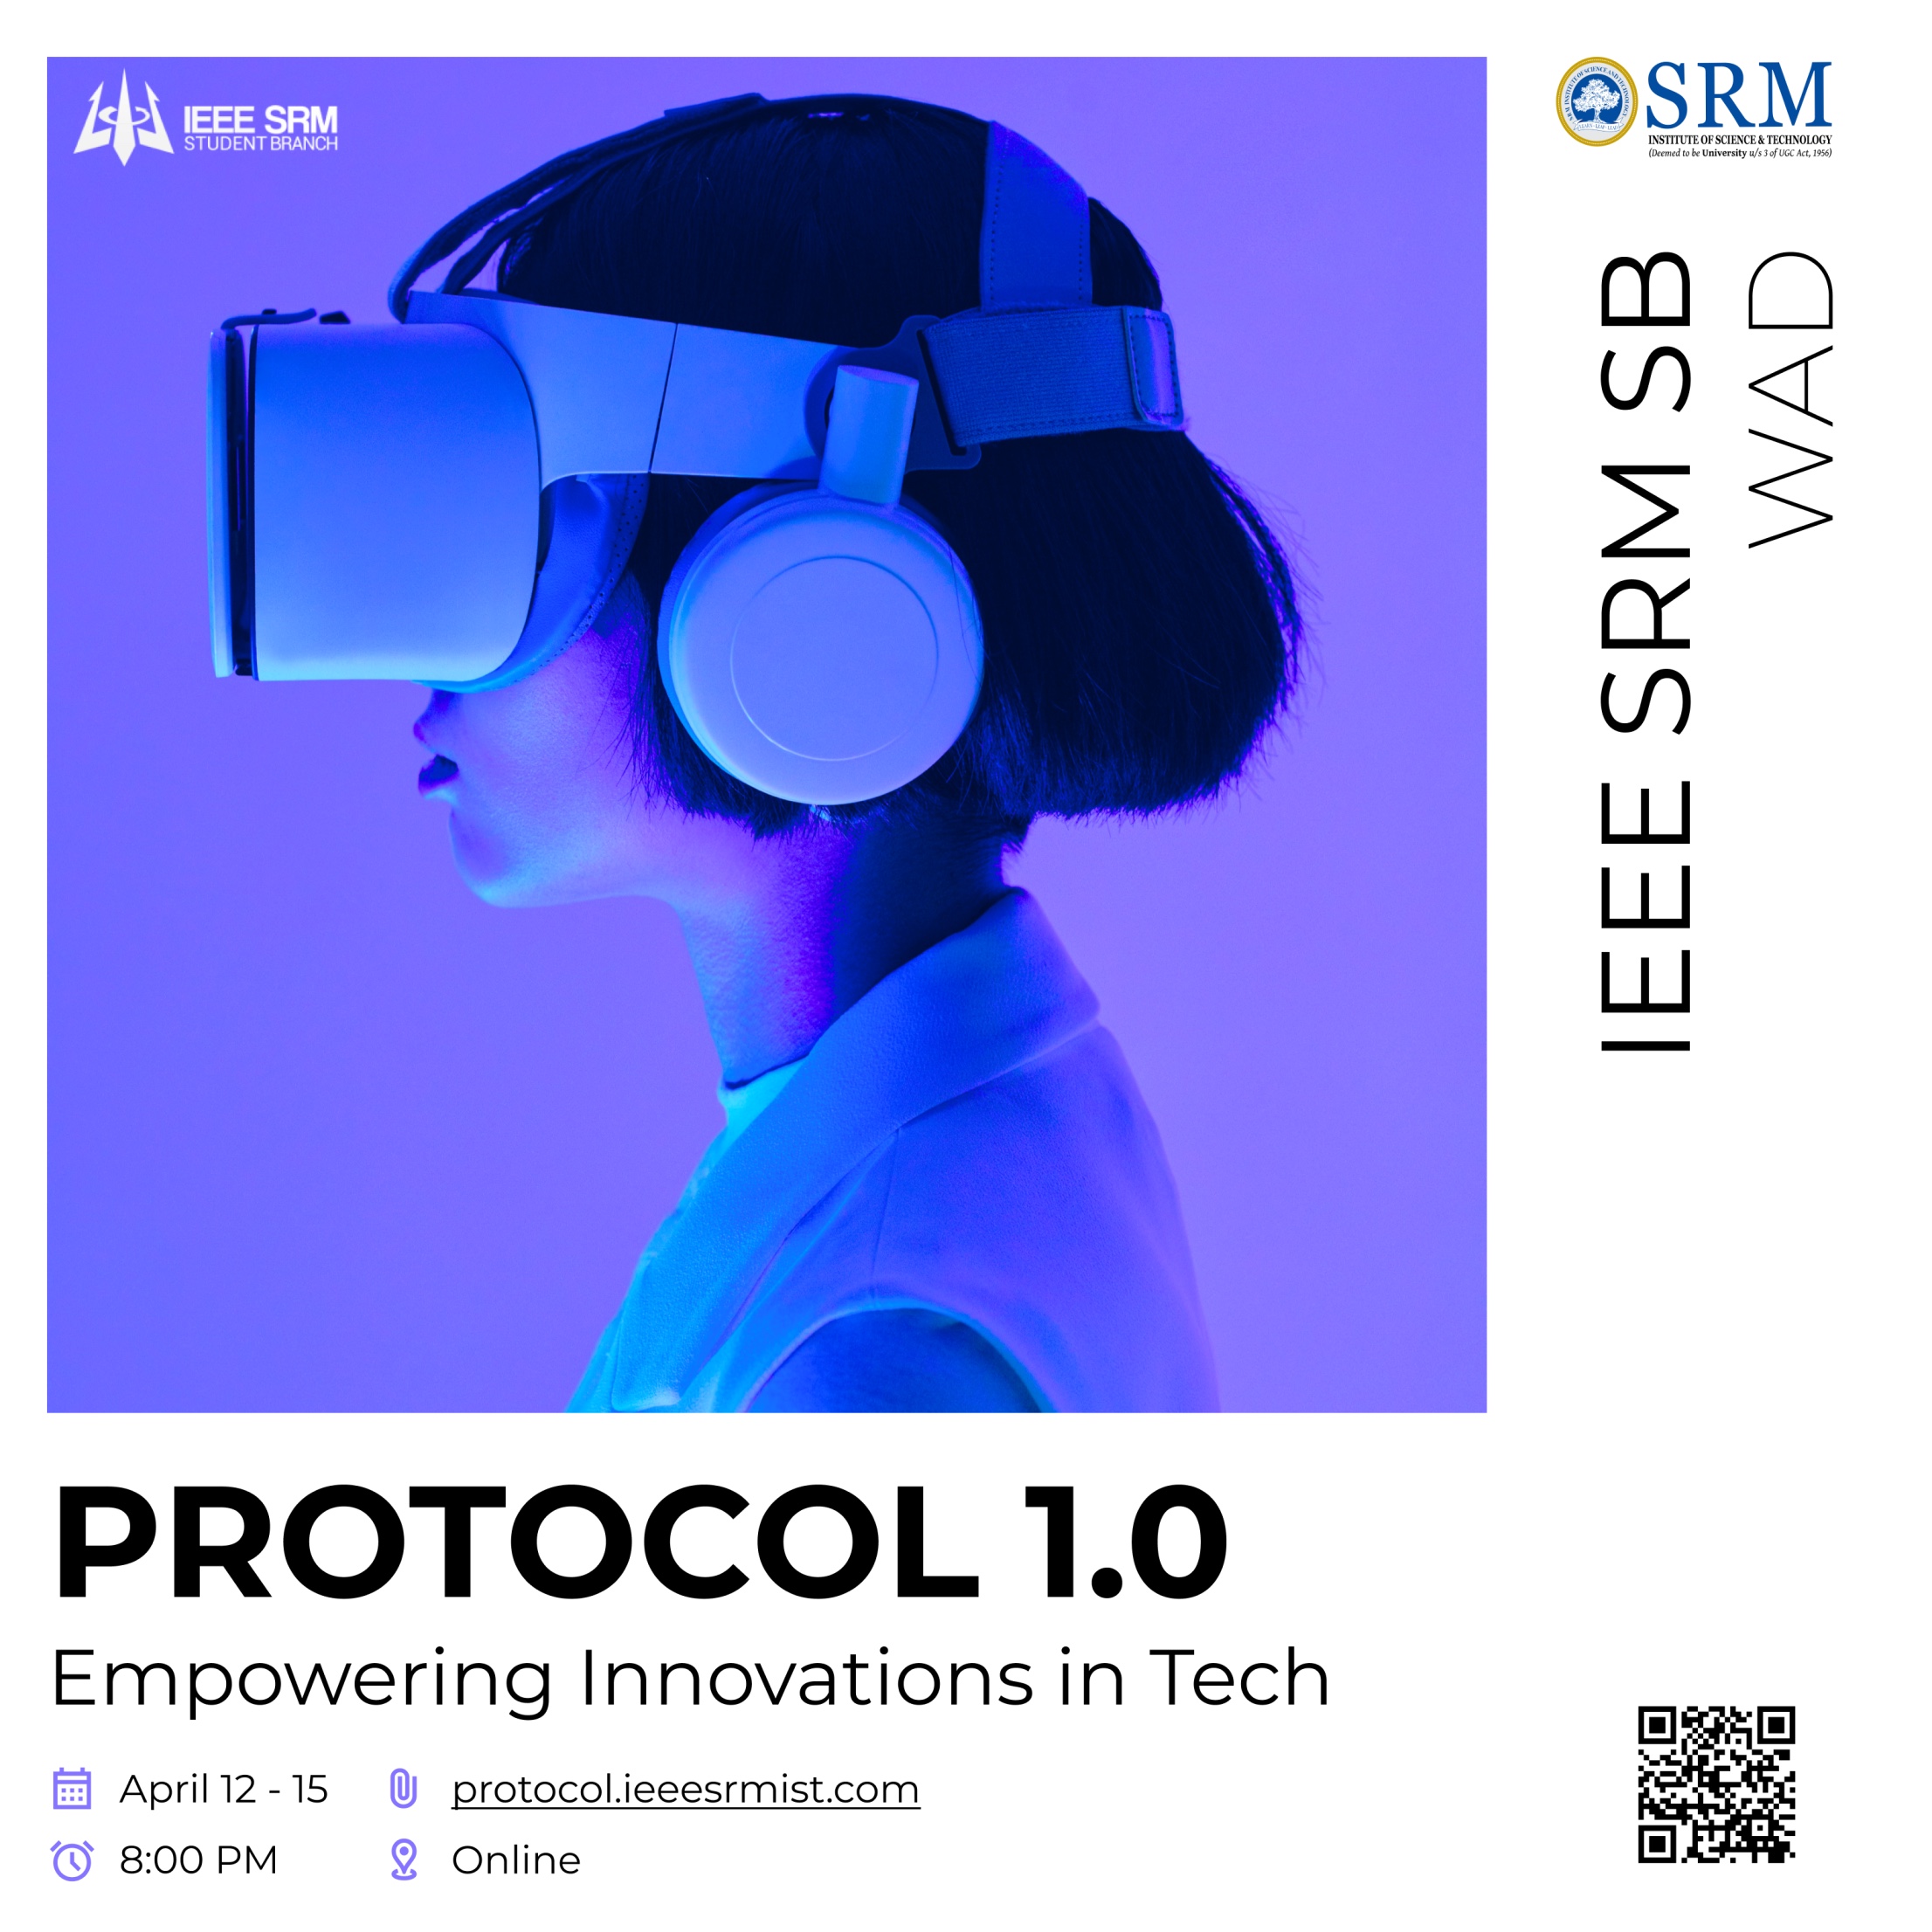 IEEE SRM
STUDENT BRANCH
SRM
INSTITUTE OF SCIENCE & TECHNOLOGY
(Deemed to be University u/s 3 of UGC Act, 1956)
IEEE SRM SB
WAD
PROTOCOL 1.0
Empowering Innovations in Tech
April 12 - 15
protocol.ieeesrmist.com
8:00 PM
Online